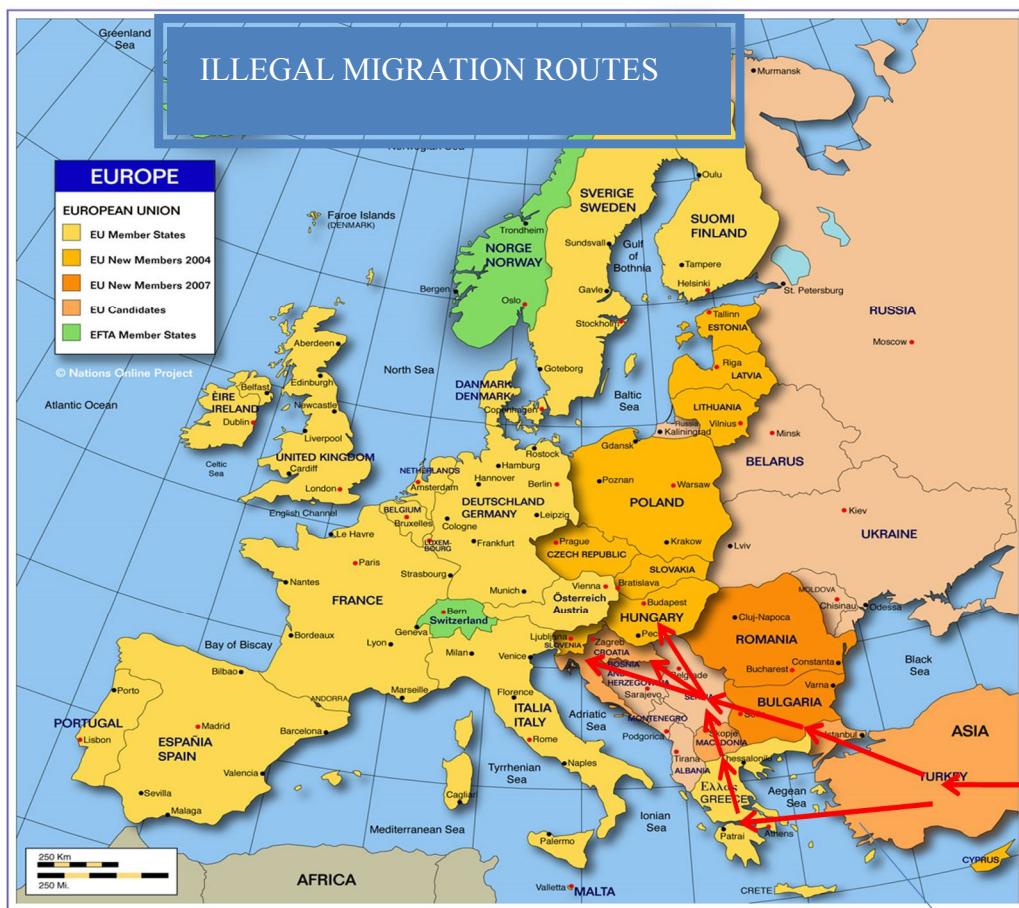 ILLEGAL MIGRATION ROUTES
Greenland
Sea
Murmansk
EUROPE
EUROPEAN UNION
EU Member States
EU New Members 2004
EU New Members 2007
EU Candidates
EFTA Member States
© Nations Online Project
Faroe Islands
(DENMARK)
Oulu
SVERIGE
SWEDEN
SUOMI
FINLAND
Trondheim
NORGE
NORWAY
Sundsvall
Gulf
of
Bothnia
Tampere
Helsinki
Bergen
Oslo
Gavle
Stockholm
St. Petersburg
Tallinn
ESTONIA
RUSSIA
Moscow
Aberdeen
Edinburgh
North Sea
Goteborg
Riga
LATVIA
Atlantic Ocean
Belfast
ÉIRE
IRELAND
Dublin
Newcastle
DANMARK
DENMARK
Copenhagen
Baltic
Sea
LITHUANIA
Vilnius
Russia
Kaliningrad
Minsk
Liverpool
Gdansk
Celtic
Sea
UNITED KINGDOM
Cardiff
London
Rostock
Hamburg
NETHERLANDS
Amsterdam
Hannover
Berlin
BELARUS
Poznan
Warsaw
POLAND
English Channel
BELGIUM
Bruxelles
DEUTSCHLAND
GERMANY
Cologne
Leipzig
Kiev
UKRAINE
Le Havre
LUXEM-
BOURG
Frankfurt
Prague
CZECH REPUBLIC
Krakow
Lviv
Paris
Strasbourg
SLOVAKIA
Nantes
Munich
Vienna
Bratislava
Österreich
Austria
Budapest
HUNGARY
MOLDOVA
Chisinau
Odessa
FRANCE
Bern
Switzerland
Cluj-Napoca
Bay of Biscay
Bordeaux
Geneva
Lyon
Milan
Venice
Ljubljana
SLOVENIA
Zagreb
CROATIA
Pec
ROMANIA
Bilbao
BOSNIA
AND
HERZEGOVINA
Belgrade
Bucharest
Constanta
Black
Sea
Porto
ANDORRA
Marseille
Florence
Sarajevo
Varna
BULGARIA
PORTUGAL
Lisbon
Madrid
Barcelona
ITALIA
ITALY
Adriatic
Sea
MONTENEGRO
Podgorica
Skopje
MACEDONIA
Istanbul
ASIA
ESPAÑIA
SPAIN
Rome
Tirana
ALBANIA
Thessalonike
Valencia
Tyrrhenian
Sea
Naples
TURKEY
Sevilla
Malaga
Cagliari
Ελλας
GREECE
Aegean
Sea
Mediterranean Sea
Palermo
Ionian
Sea
Patrai
Athens
250 Km
250 Mi.
AFRICA
Valletta
MALTA
CRETE
CYPRUS